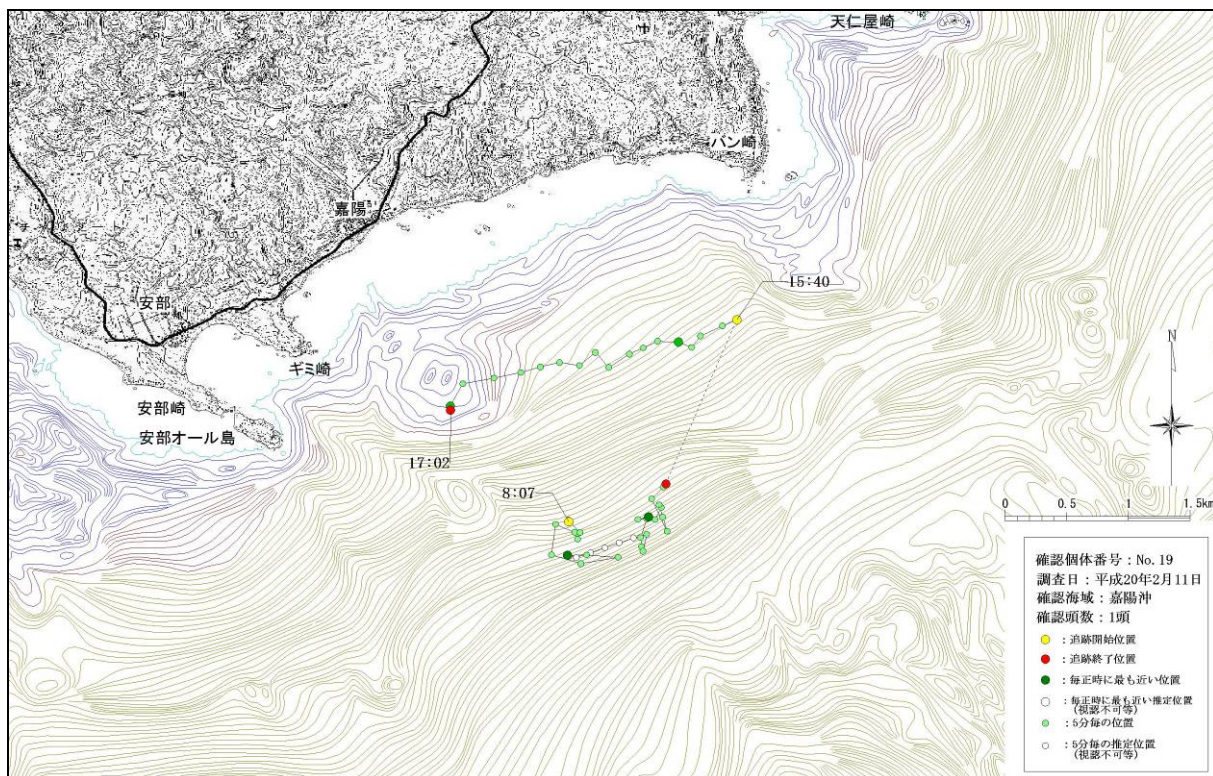 天仁屋崎
バン崎
嘉陽
15:40
安部
ギミ崎
安部崎
安部オール島
17:02
8:07
N
0 0.5 1 1.5km
確認個体番号：No.19
調査日：平成20年2月11日
確認海域：嘉陽沖
確認頭数：1頭
：追跡開始位置
：追跡終了位置
：毎正時に最も近い位置
：毎正時に最も近い推定位置
（視認不可等）
：5分毎の位置
：5分毎の推定位置
（視認不可等）